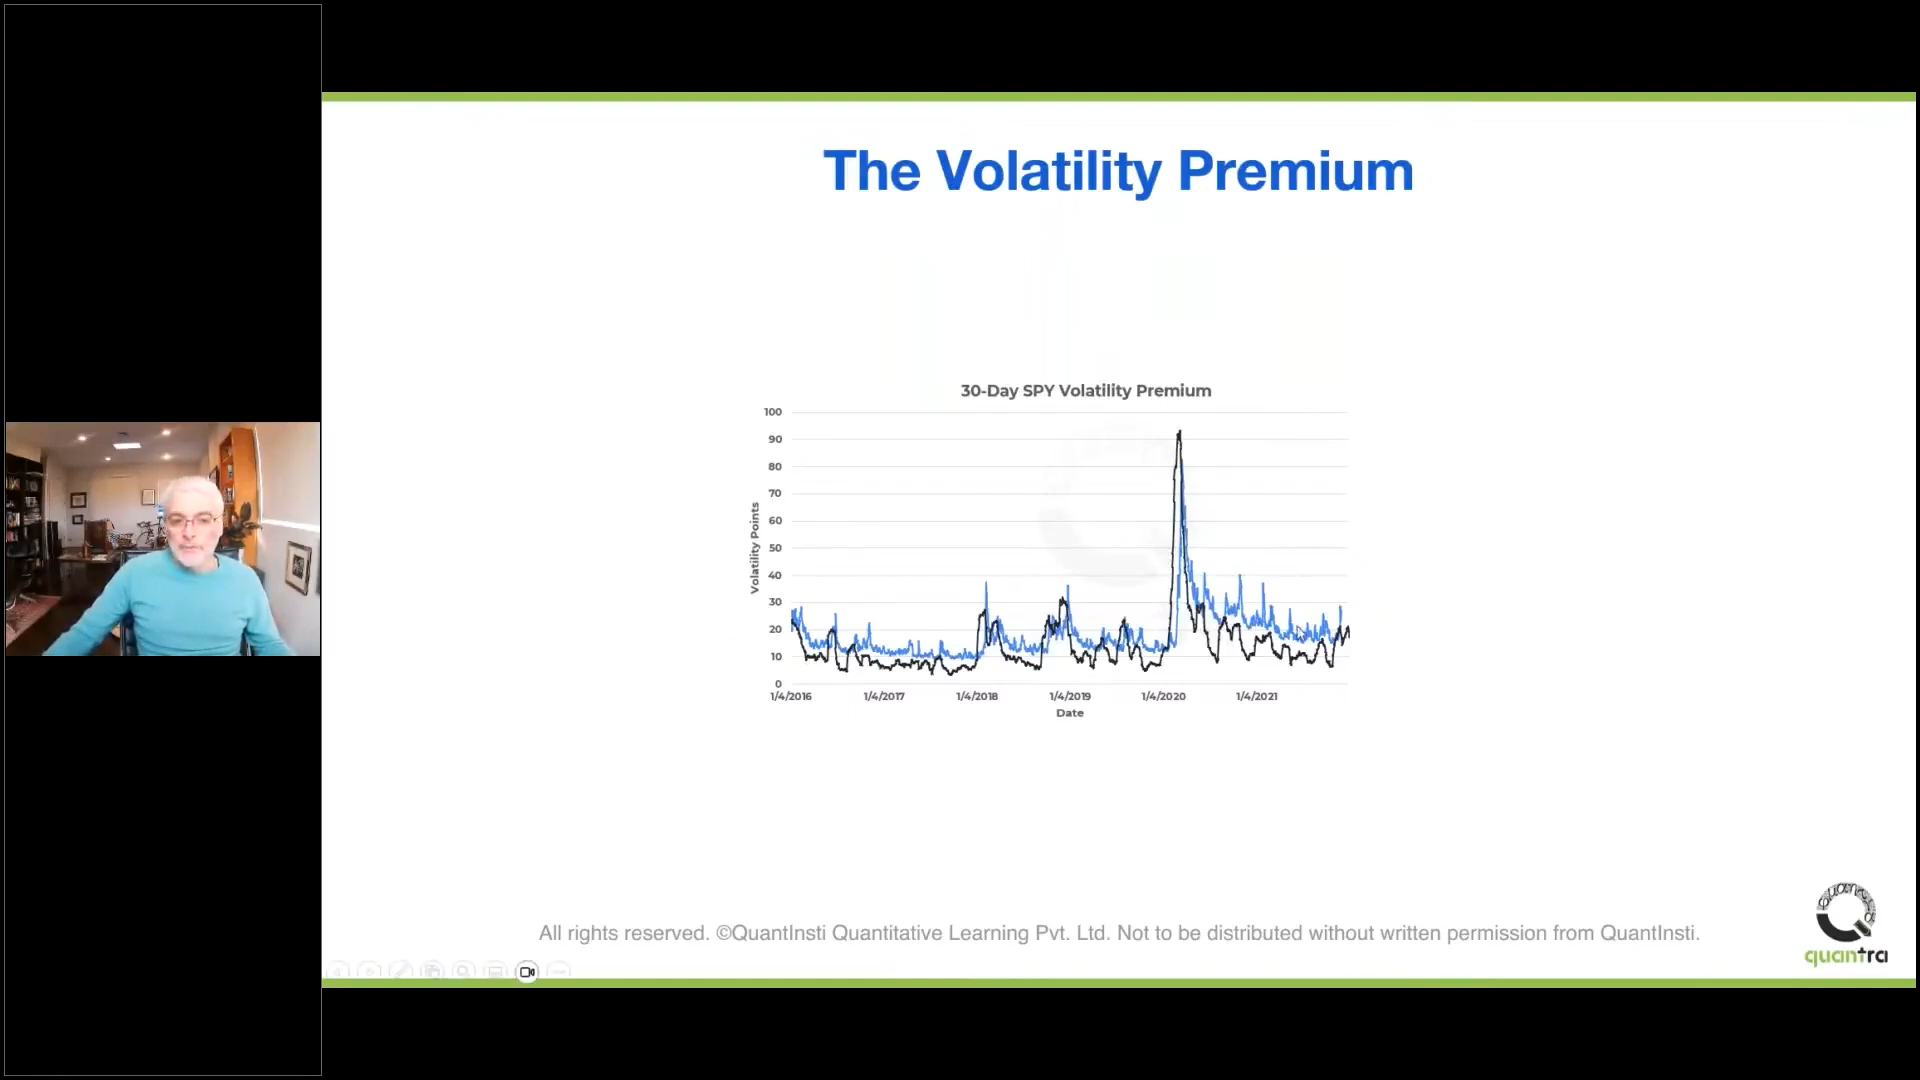 The Volatility Premium
30-Day SPY Volatility Premium
100
90
80
70
60
50
40
30
20
10
0
Volatility Points
1/4/2016 1/4/2017 1/4/2018 1/4/2019 1/4/2020 1/4/2021
Date
All rights reserved. ©QuantInsti Quantitative Learning Pvt. Ltd. Not to be distributed without written permission from QuantInsti.
quantra